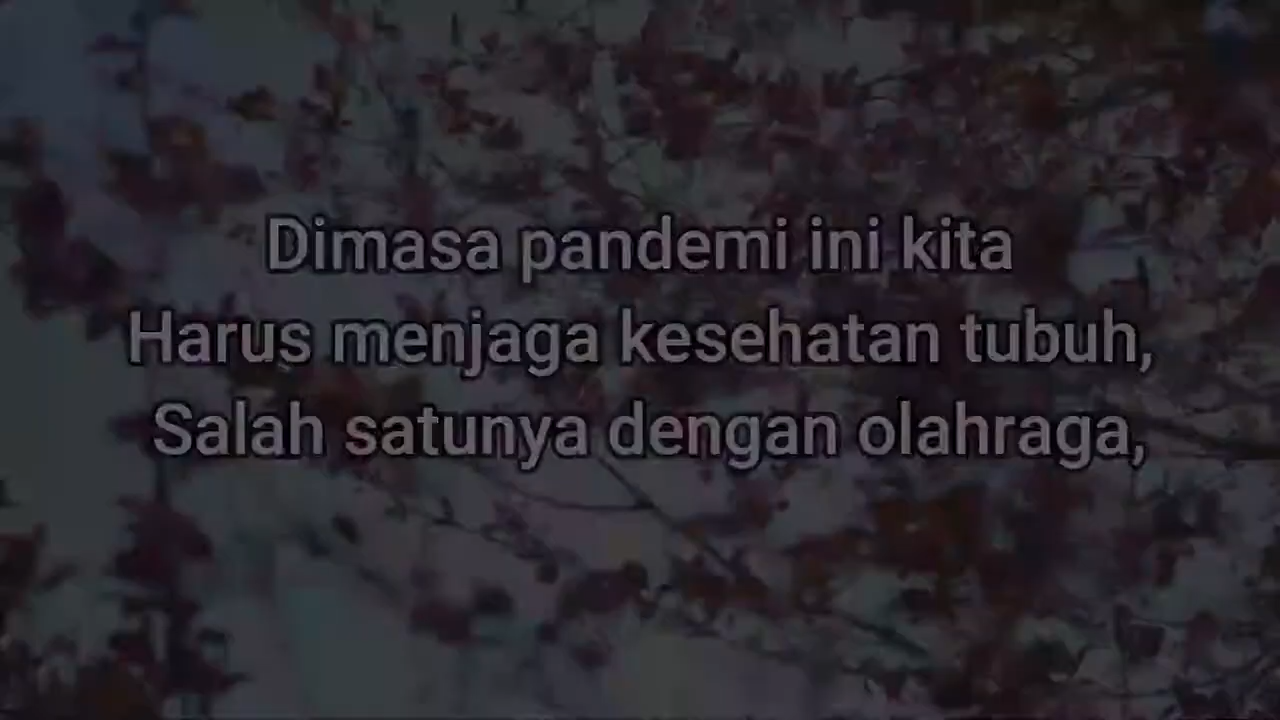 Dimasa pandemi ini kita
Harus menjaga kesehatan tubuh,
Salah satunya dengan olahraga,